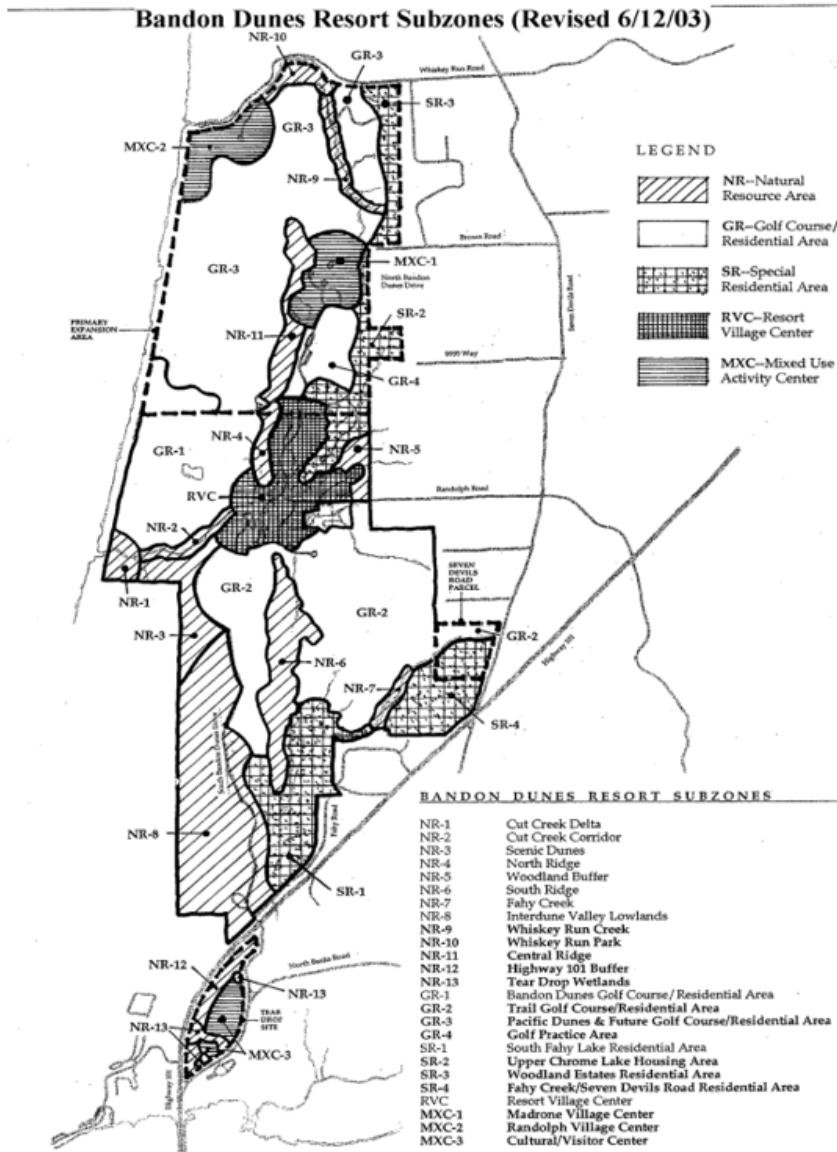 Bandon Dunes Resort Subzones (Revised 6/12/03)
NR-10
GR-3
Whiskey Run Road
SR-3
GR-3
MXC-2
NR-9
LEGEND
NR--Natural
Resource Area
GR--Golf Course/
Residential Area
SR--Special
Residential Area
RVC--Resort
Village Center
MXC--Mixed Use
Activity Center
Brown Road
GR-3
MXC-1
North Bandon
Dunes Drive
Seven Devils
Road
SR-2
PRIMARY
EXPANSION
AREA
NR-11
9999 Way
GR-4
GR-1
NR-4
NR-5
RVC
Randolph Road
NR-2
NR-1
GR-2
SEVEN
DEVILS
ROAD
PARCEL
GR-2
GR-2
NR-3
Highway 101
NR-6
NR-7
SR-4
South Bandon Dunes Drive
NR-8
Fahy Road
SR-1
NR-12
North Banks Road
NR-13
TEAR
DROP
SITE
NR-13
MXC-3
Highway 101
BANDON DUNES RESORT SUBZONES
NR-1 Cut Creek Delta
NR-2 Cut Creek Corridor
NR-3 Scenic Dunes
NR-4 North Ridge
NR-5 Woodland Buffer
NR-6 South Ridge
NR-7 Fahy Creek
NR-8 Interdune Valley Lowlands
NR-9 Whiskey Run Creek
NR-10 Whiskey Run Park
NR-11 Central Ridge
NR-12 Highway 101 Buffer
NR-13 Tear Drop Wetlands
GR-1 Bandon Dunes Golf Course/Residential Area
GR-2 Trail Golf Course/Residential Area
GR-3 Pacific Dunes & Future Golf Course/Residential Area
GR-4 Golf Practice Area
SR-1 South Fahy Lake Residential Area
SR-2 Upper Chrome Lake Housing Area
SR-3 Woodland Estates Residential Area
SR-4 Fahy Creek/Seven Devils Road Residential Area
RVC Resort Village Center
MXC-1 Madrone Village Center
MXC-2 Randolph Village Center
MXC-3 Cultural/Visitor Center